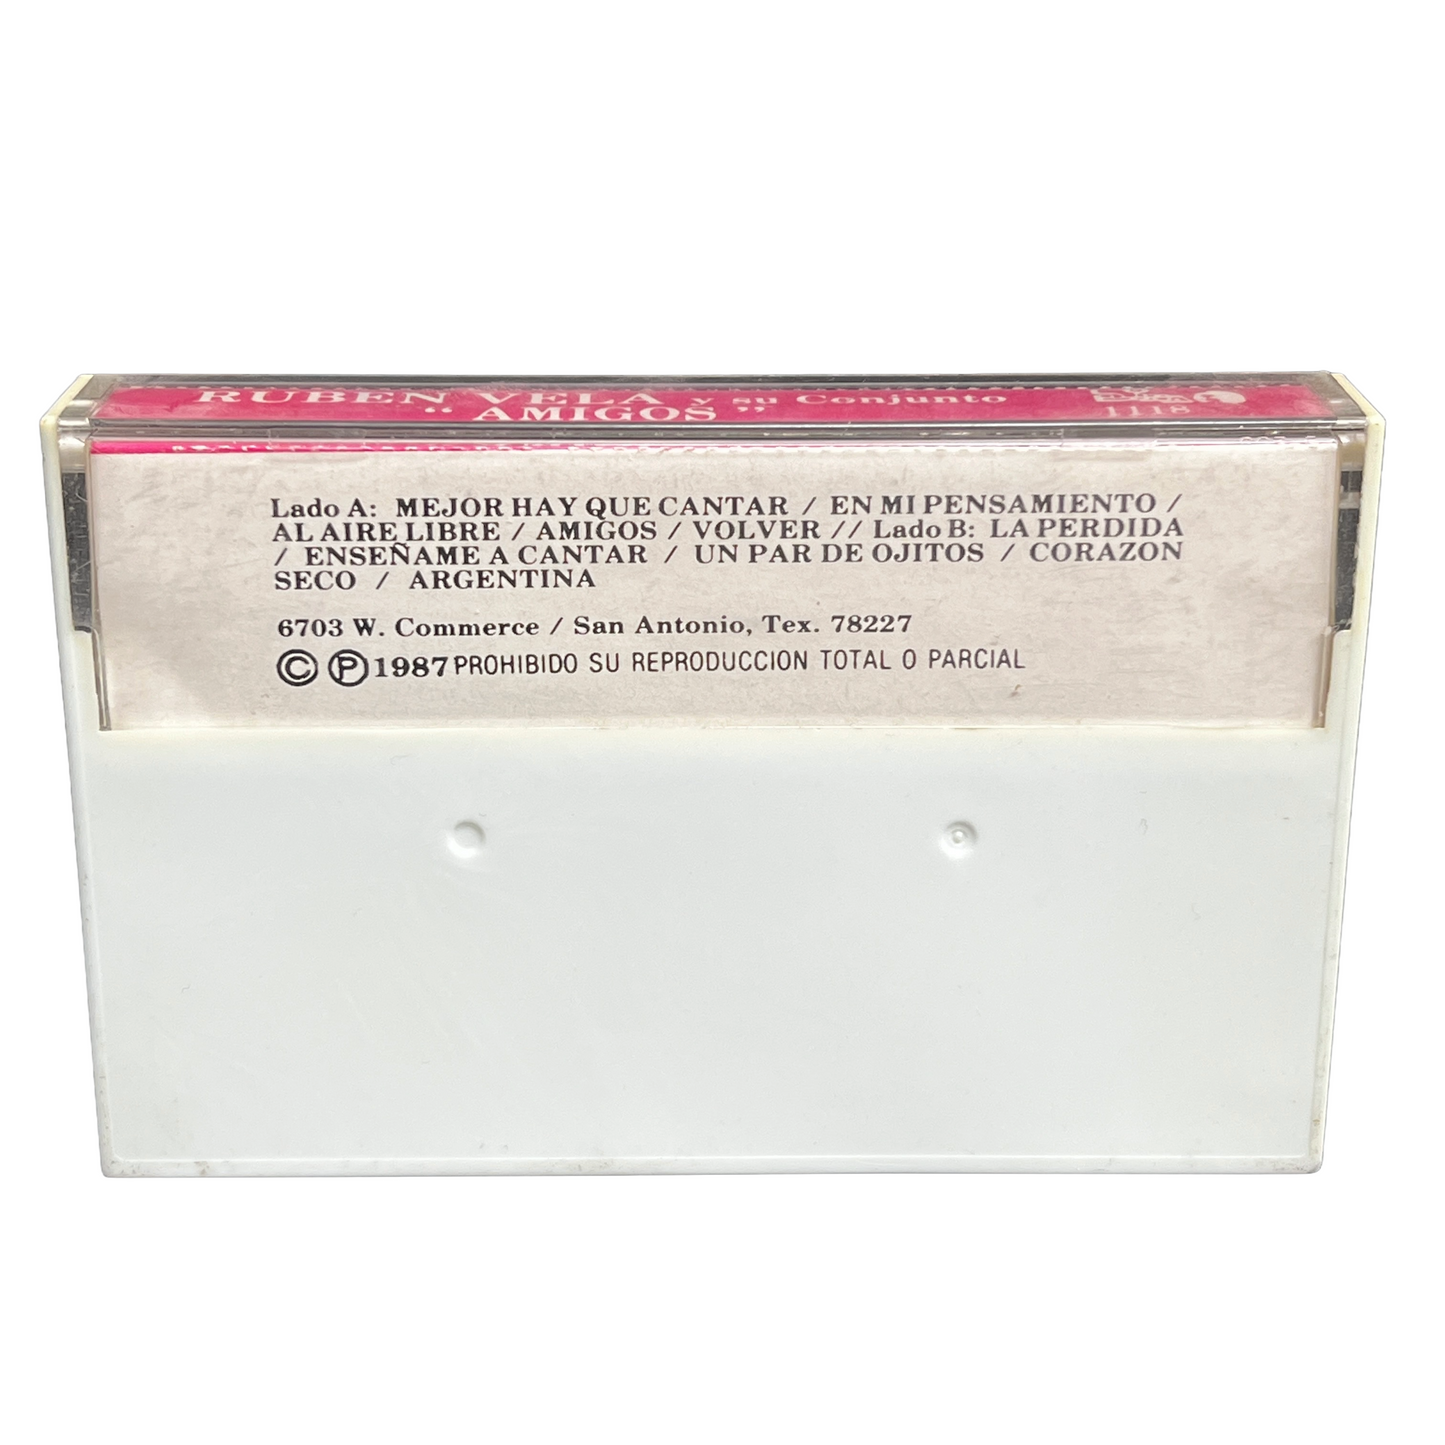 RUBEN VELA y su Conjunto
“ AMIGOS ”
1118
Lado A: MEJOR HAY QUE CANTAR / EN MI PENSAMIENTO /
AL AIRE LIBRE / AMIGOS / VOLVER // Lado B: LA PERDIDA
/ ENSEÑAME A CANTAR / UN PAR DE OJITOS / CORAZON
SECO / ARGENTINA
6703 W. Commerce / San Antonio, Tex. 78227
© Ⓟ 1987 PROHIBIDO SU REPRODUCCION TOTAL O PARCIAL